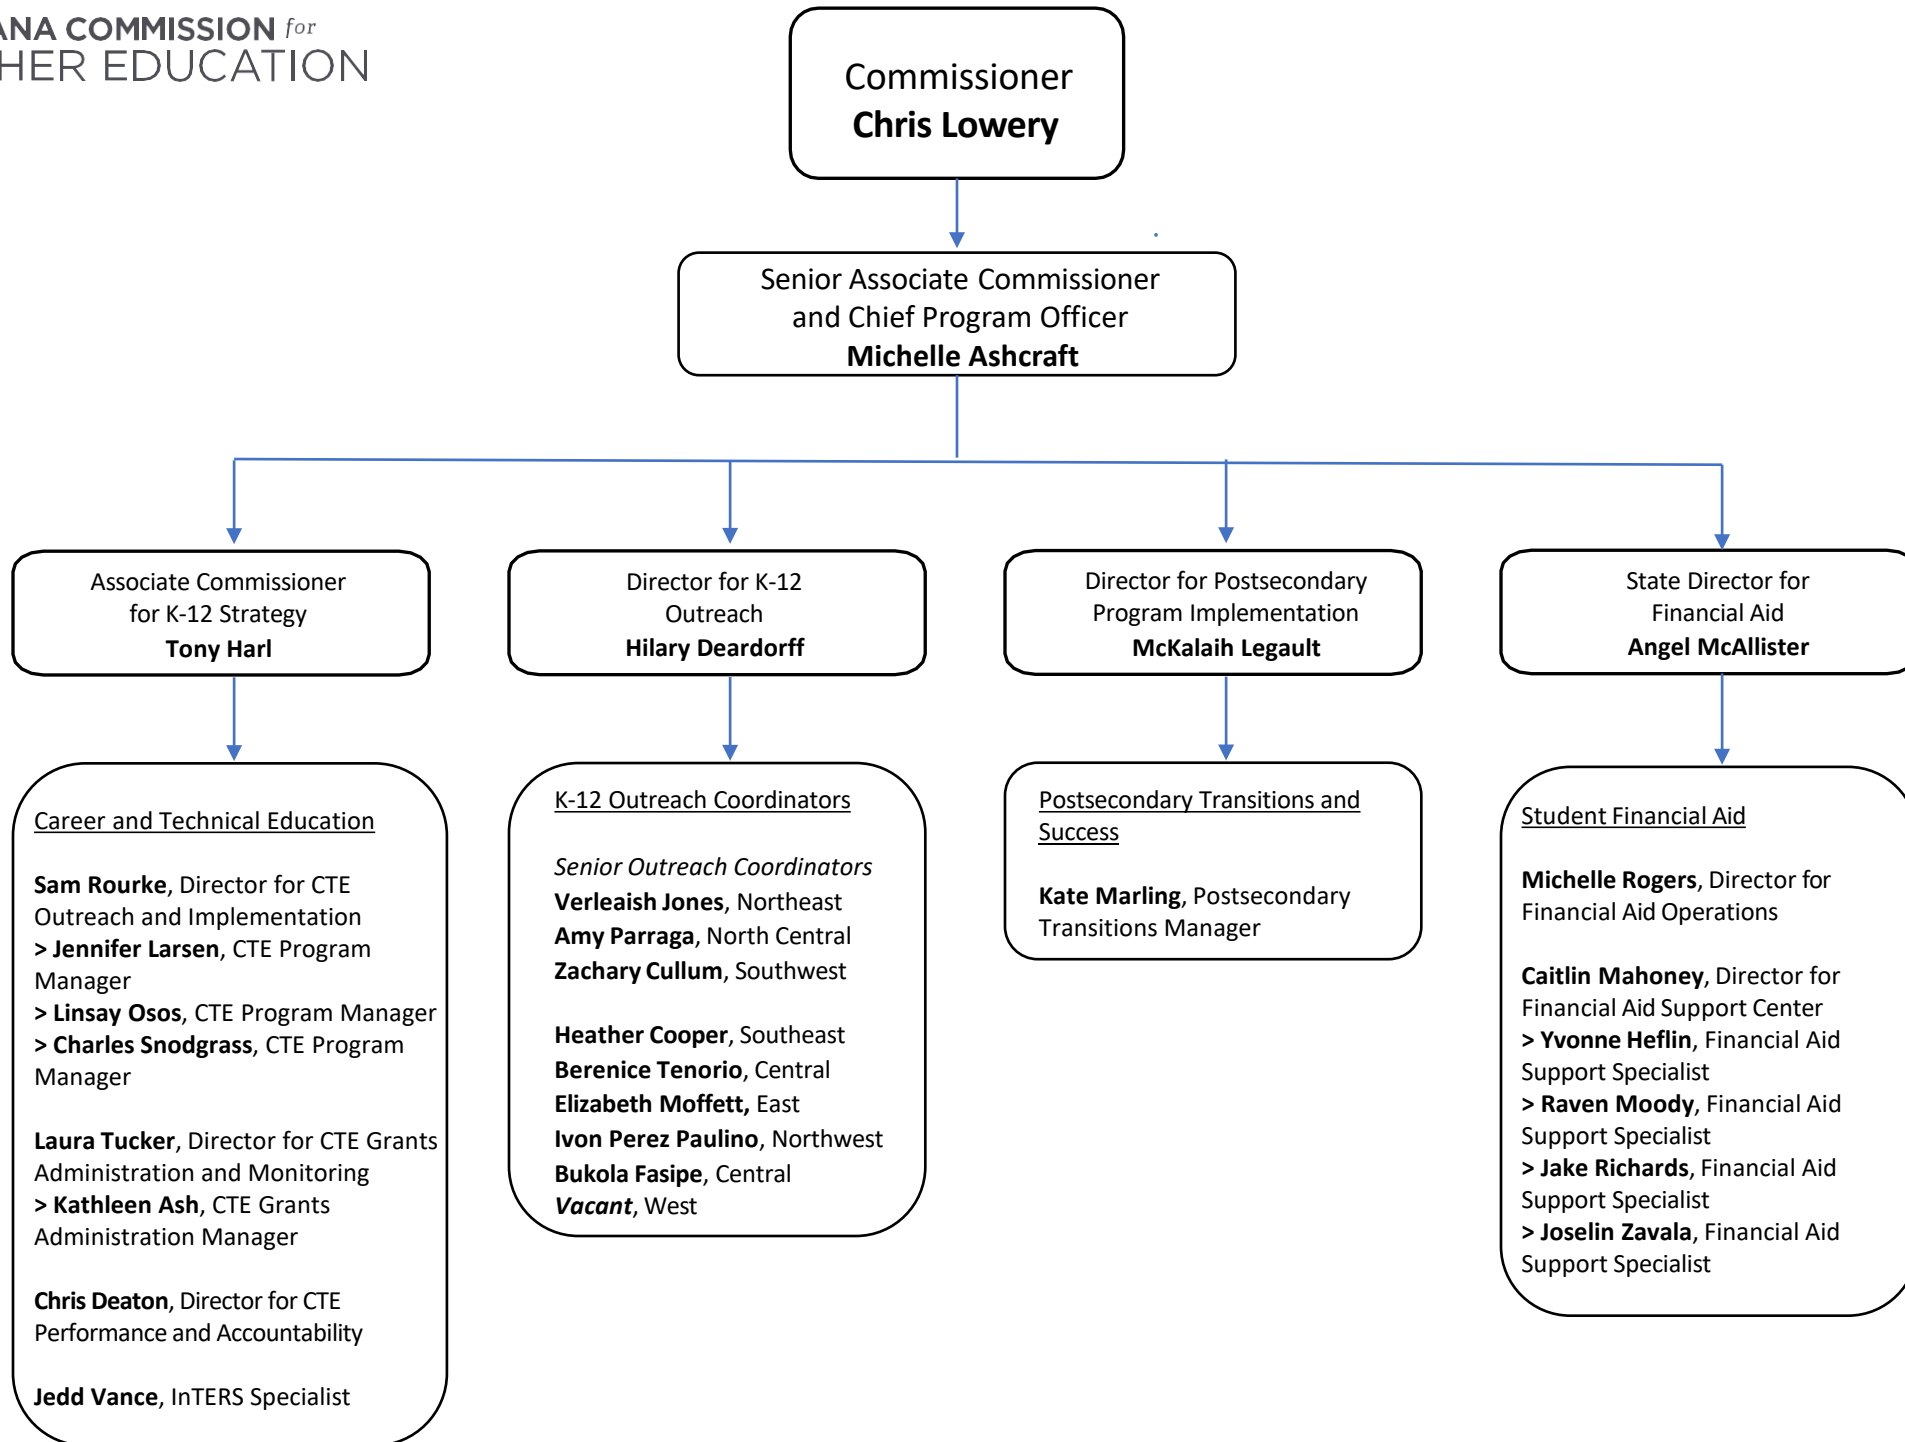 ANA COMMISSION for
HER EDUCATION
Commissioner
Chris Lowery
Senior Associate Commissioner
and Chief Program Officer
Michelle Ashcraft
Associate Commissioner
for K-12 Strategy
Tony Harl
Director for K-12
Outreach
Hilary Deardorff
Director for Postsecondary
Program Implementation
McKalaih Legault
State Director for
Financial Aid
Angel McAllister
Career and Technical Education
Sam Rourke, Director for CTE
Outreach and Implementation
> Jennifer Larsen, CTE Program
Manager
> Linsay Osos, CTE Program Manager
> Charles Snodgrass, CTE Program
Manager
Laura Tucker, Director for CTE Grants
Administration and Monitoring
> Kathleen Ash, CTE Grants
Administration Manager
Chris Deaton, Director for CTE
Performance and Accountability
Jedd Vance, InTERS Specialist
K-12 Outreach Coordinators
Senior Outreach Coordinators
Verleaish Jones, Northeast
Amy Parraga, North Central
Zachary Cullum, Southwest
Heather Cooper, Southeast
Berenice Tenorio, Central
Elizabeth Moffett, East
Ivon Perez Paulino, Northwest
Bukola Fasipe, Central
Vacant, West
Postsecondary Transitions and
Success
Kate Marling, Postsecondary
Transitions Manager
Student Financial Aid
Michelle Rogers, Director for
Financial Aid Operations
Caitlin Mahoney, Director for
Financial Aid Support Center
> Yvonne Heflin, Financial Aid
Support Specialist
> Raven Moody, Financial Aid
Support Specialist
> Jake Richards, Financial Aid
Support Specialist
> Joselin Zavala, Financial Aid
Support Specialist